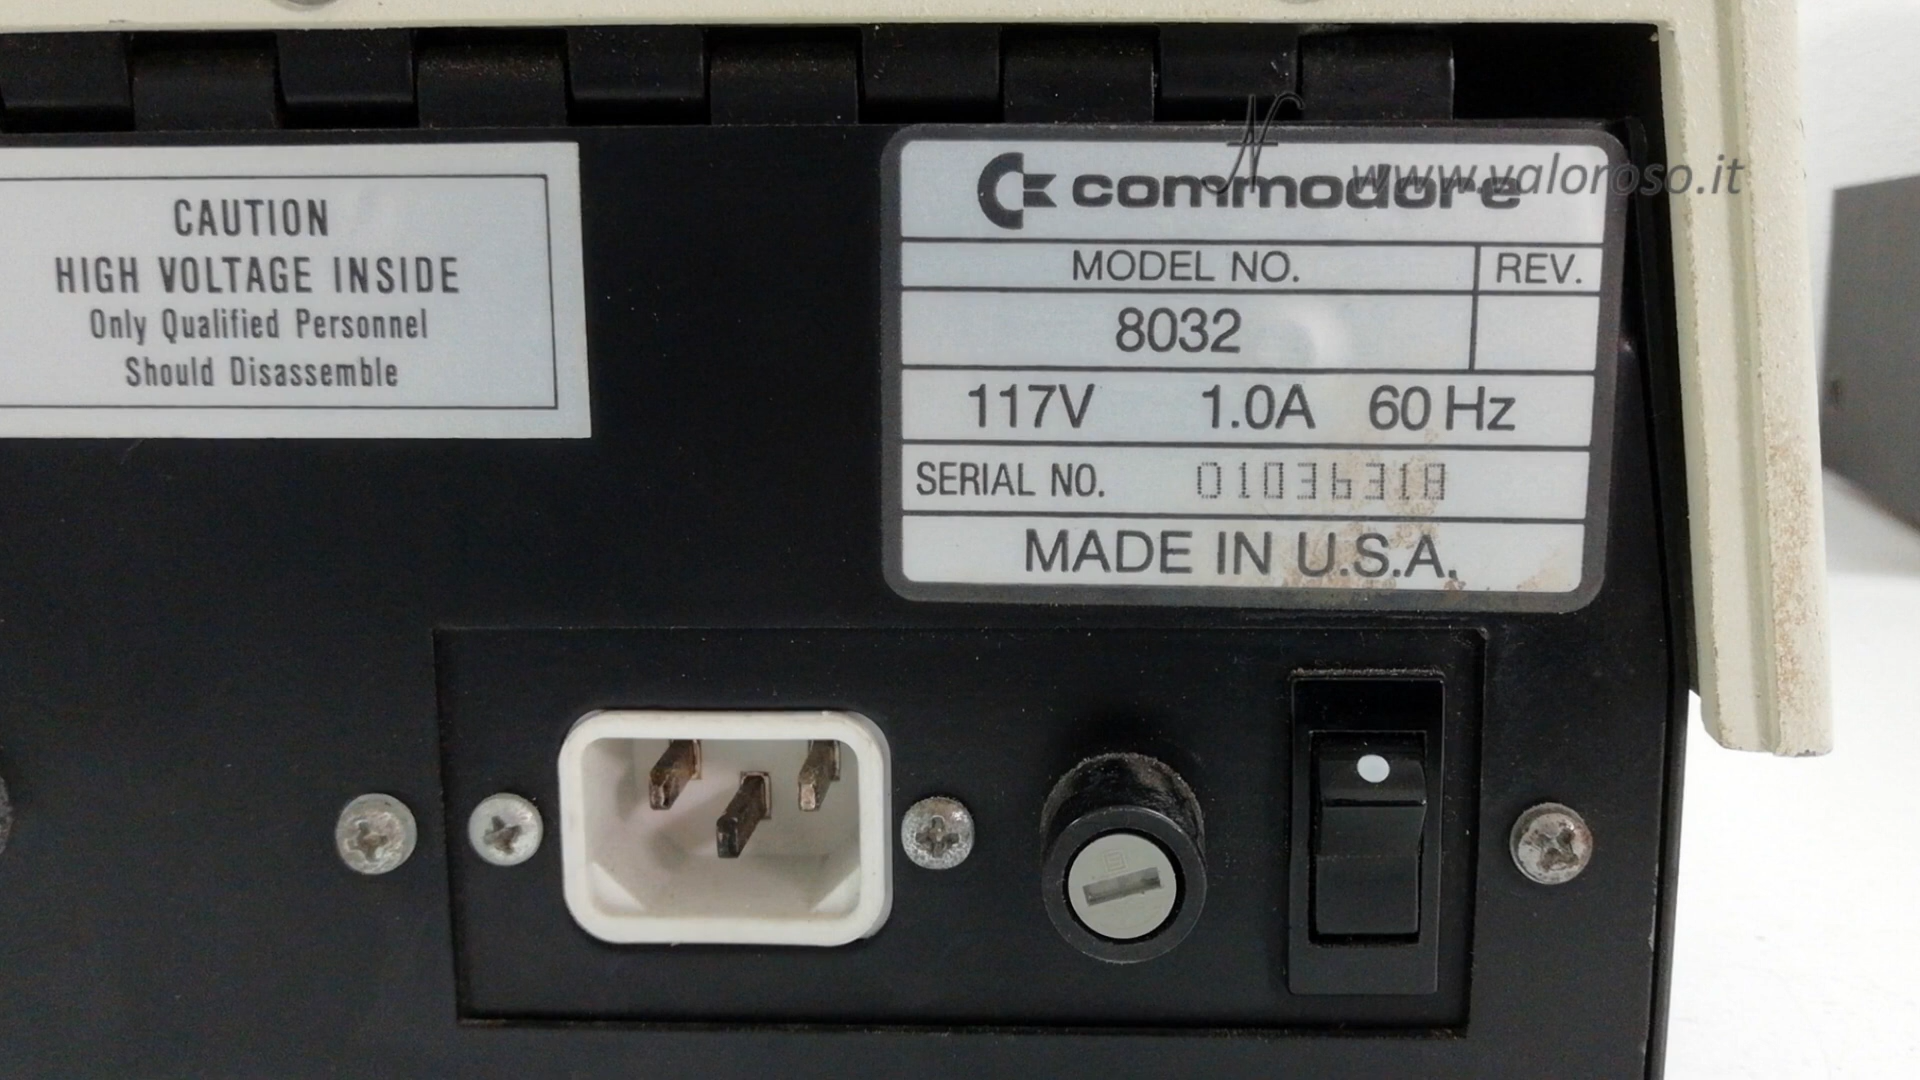 CAUTION
HIGH VOLTAGE INSIDE
Only Qualified Personnel
Should Disassemble
commodore
www.valoroso.it
MODEL NO. REV.
8032
117V 1.0A 60 Hz
SERIAL NO. 01036318
MADE IN U.S.A.